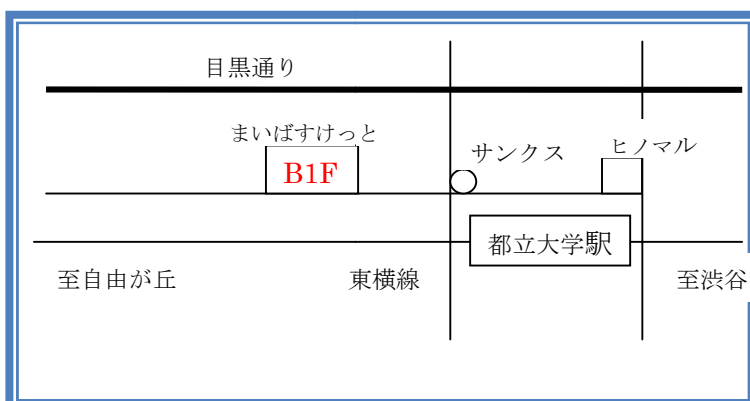 目黒通り
まいばすけっと
サンクス
ヒノマル
B1F
都立大学駅
至自由が丘
東横線
至渋谷